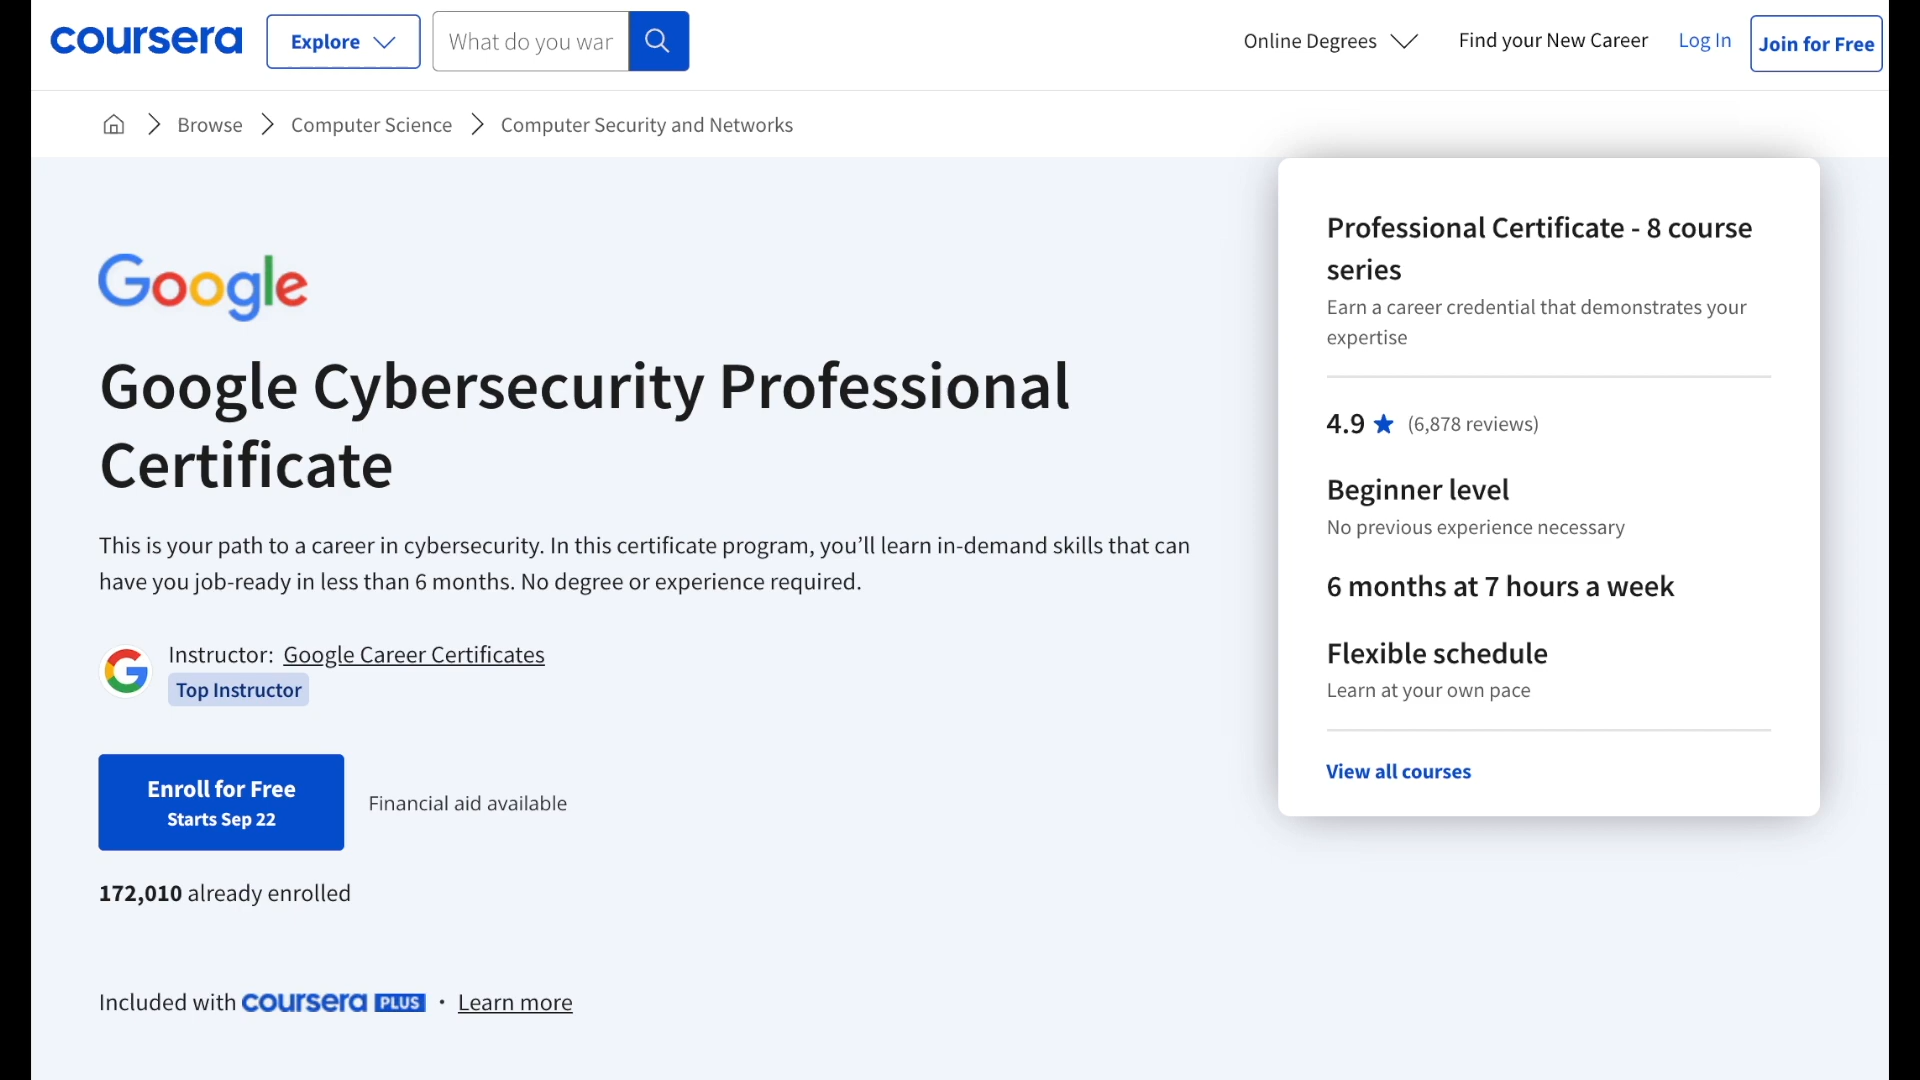 coursera
Explore
What do you war
Online Degrees
Find your New Career
Log In
Join for Free
Browse
Computer Science
Computer Security and Networks
Google
Google Cybersecurity Professional
Certificate
This is your path to a career in cybersecurity. In this certificate program, you’ll learn in-demand skills that can
have you job-ready in less than 6 months. No degree or experience required.
Instructor: Google Career Certificates
Top Instructor
Enroll for Free
Starts Sep 22
Financial aid available
172,010 already enrolled
Included with coursera PLUS • Learn more
Professional Certificate - 8 course
series
Earn a career credential that demonstrates your
expertise
4.9 ★ (6,878 reviews)
Beginner level
No previous experience necessary
6 months at 7 hours a week
Flexible schedule
Learn at your own pace
View all courses